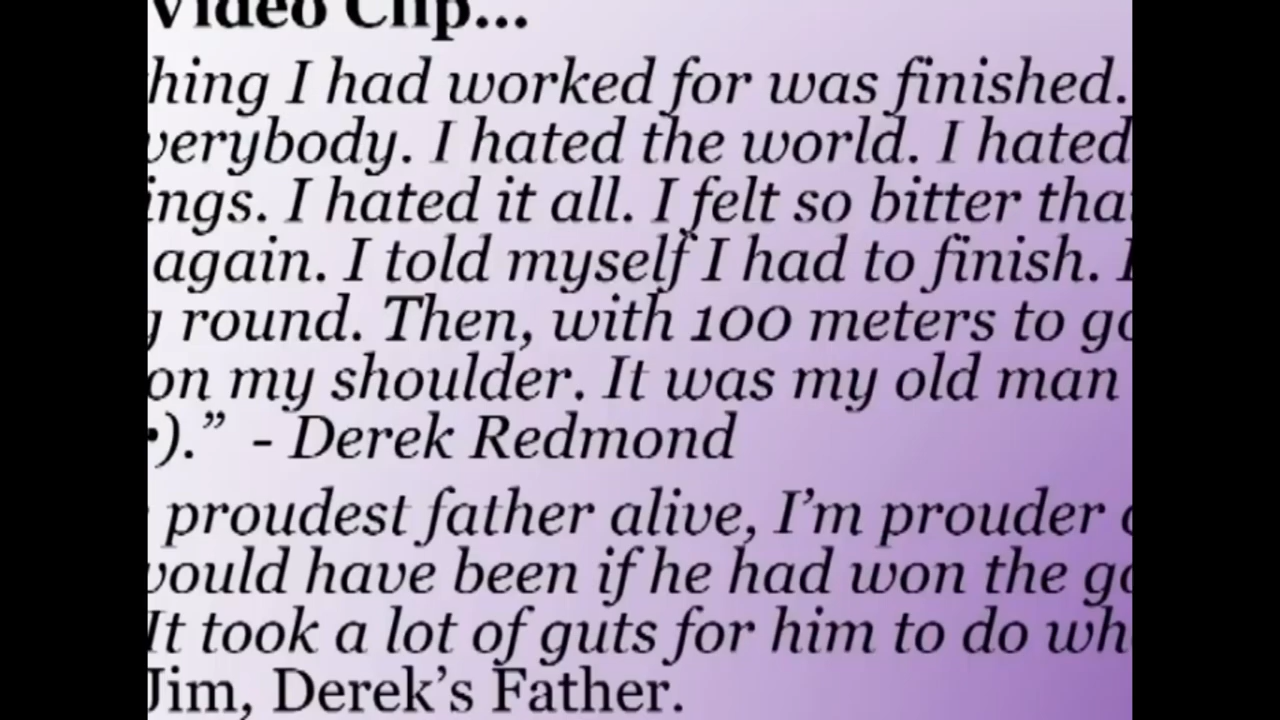 Video Clip...
hing I had worked for was finished.
verybody. I hated the world. I hated
ings. I hated it all. I felt so bitter that
again. I told myself I had to finish. I
g round. Then, with 100 meters to go
on my shoulder. It was my old man
•).” - Derek Redmond
proudest father alive, I’m prouder o
would have been if he had won the go
It took a lot of guts for him to do wh
Jim, Derek’s Father.